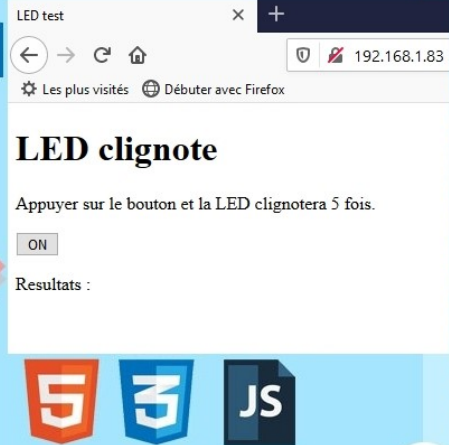 LED test
192.168.1.83
Les plus visités Débuter avec Firefox
LED clignote
Appuyer sur le bouton et la LED clignotera 5 fois.
ON
Resultats :
5 3 JS